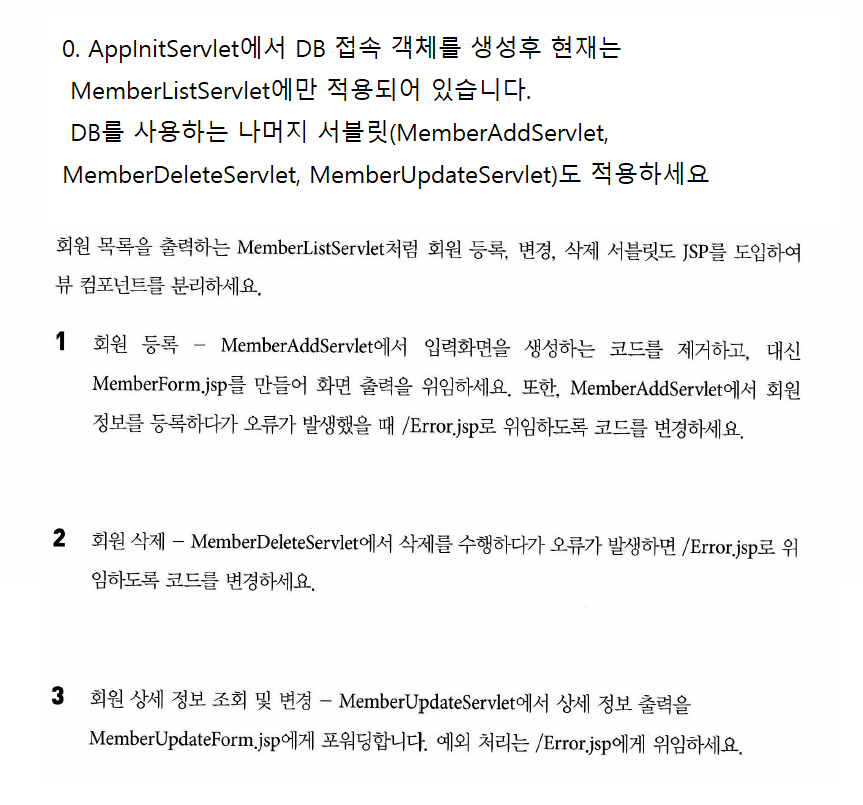 0. AppInitServlet에서 DB 접속 객체를 생성후 현재는
MemberListServlet에만 적용되어 있습니다.
DB를 사용하는 나머지 서블릿(MemberAddServlet,
MemberDeleteServlet, MemberUpdateServlet)도 적용하세요
회원 목록을 출력하는 MemberListServlet처럼 회원 등록, 변경, 삭제 서블릿도 JSP를 도입하여
뷰 컴포넌트를 분리하세요.
1 회원 등록 – MemberAddServlet에서 입력화면을 생성하는 코드를 제거하고, 대신
MemberForm.jsp를 만들어 화면 출력을 위임하세요. 또한, MemberAddServlet에서 회원
정보를 등록하다가 오류가 발생했을 때 /Error.jsp로 위임하도록 코드를 변경하세요.
2 회원 삭제 – MemberDeleteServlet에서 삭제를 수행하다가 오류가 발생하면 /Error.jsp로 위
임하도록 코드를 변경하세요.
3 회원 상세 정보 조회 및 변경 – MemberUpdateServlet에서 상세 정보 출력을
MemberUpdateForm.jsp에게 포워딩합니다. 예외 처리는 /Error.jsp에게 위임하세요.